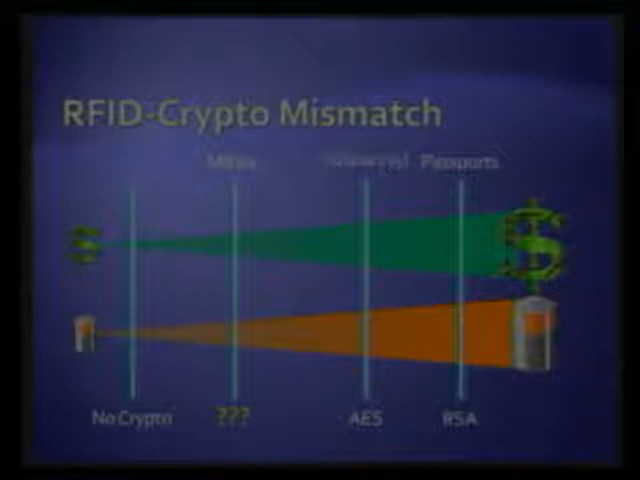 RFID-Crypto Mismatch
Passports
$ $
No Crypto ??? AES RSA